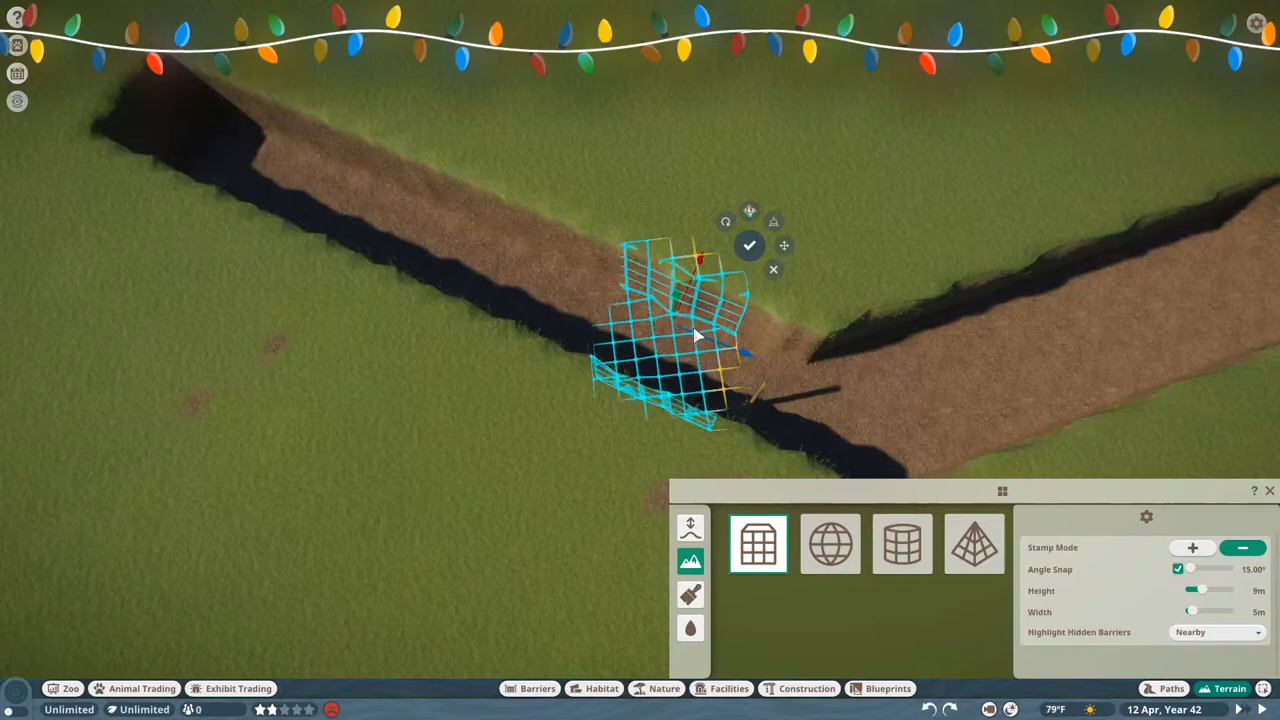 ?
?
Stamp Mode
Angle Snap 15.00°
Height 9m
Width 5m
Highlight Hidden Barriers Nearby
Zoo Animal Trading Exhibit Trading Barriers Habitat Nature Facilities Construction Blueprints Paths Terrain
Unlimited Unlimited 0 79°F 12 Apr, Year 42